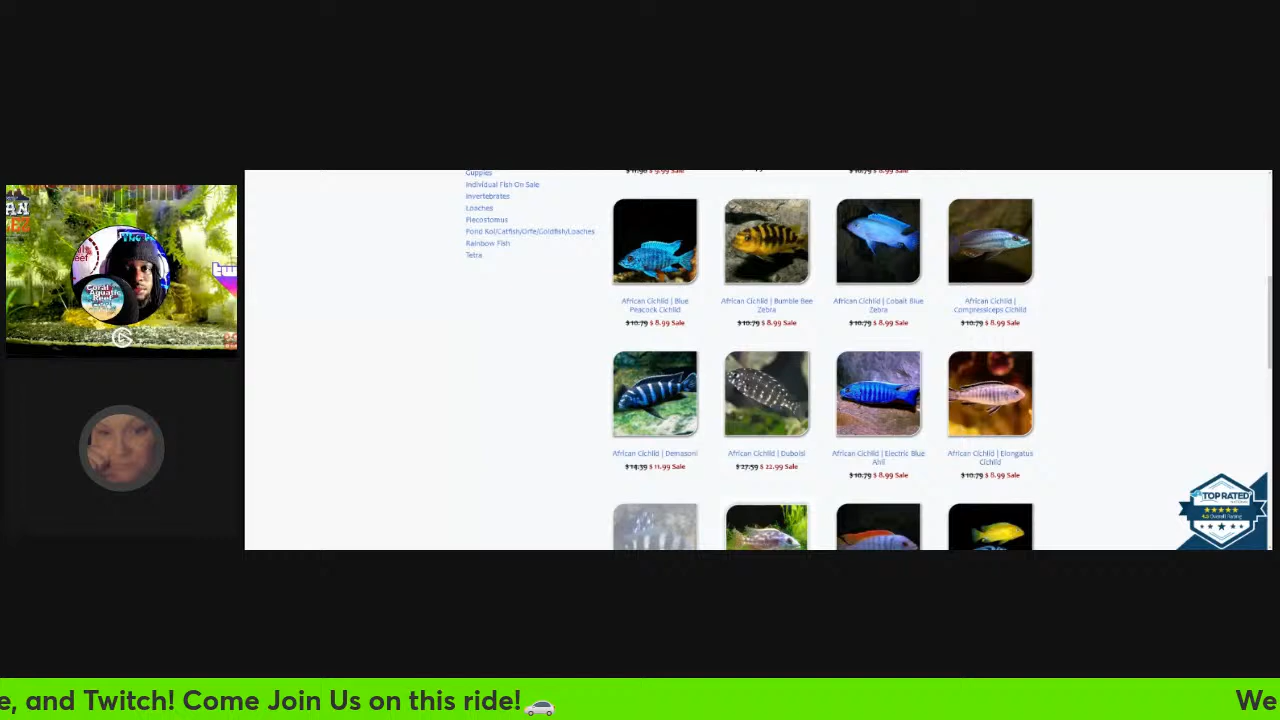 AN
Coral
Aquatic
Reef
Guppies
Individual Fish On Sale
Invertebrates
Loaches
Plecostomus
Pond Koi/Catfish/Orfe/Goldfish/Loaches
Rainbow Fish
Tetra
African Cichlid | Blue
Peacock Cichlid
$ 10.79 $ 8.99 Sale
African Cichlid | Bumble Bee
Zebra
$ 10.79 $ 8.99 Sale
African Cichlid | Cobalt Blue
Zebra
$ 10.79 $ 8.99 Sale
African Cichlid |
Compressiceps Cichlid
$ 10.79 $ 8.99 Sale
African Cichlid | Demasoni
$ 14.39 $ 11.99 Sale
African Cichlid | Duboisi
$ 27.59 $ 22.99 Sale
African Cichlid | Electric Blue
Ahli
$ 10.79 $ 8.99 Sale
African Cichlid | Elongatus
Cichlid
$ 10.79 $ 8.99 Sale
TOP RATED
e, and Twitch! Come Join Us on this ride!🚗
We